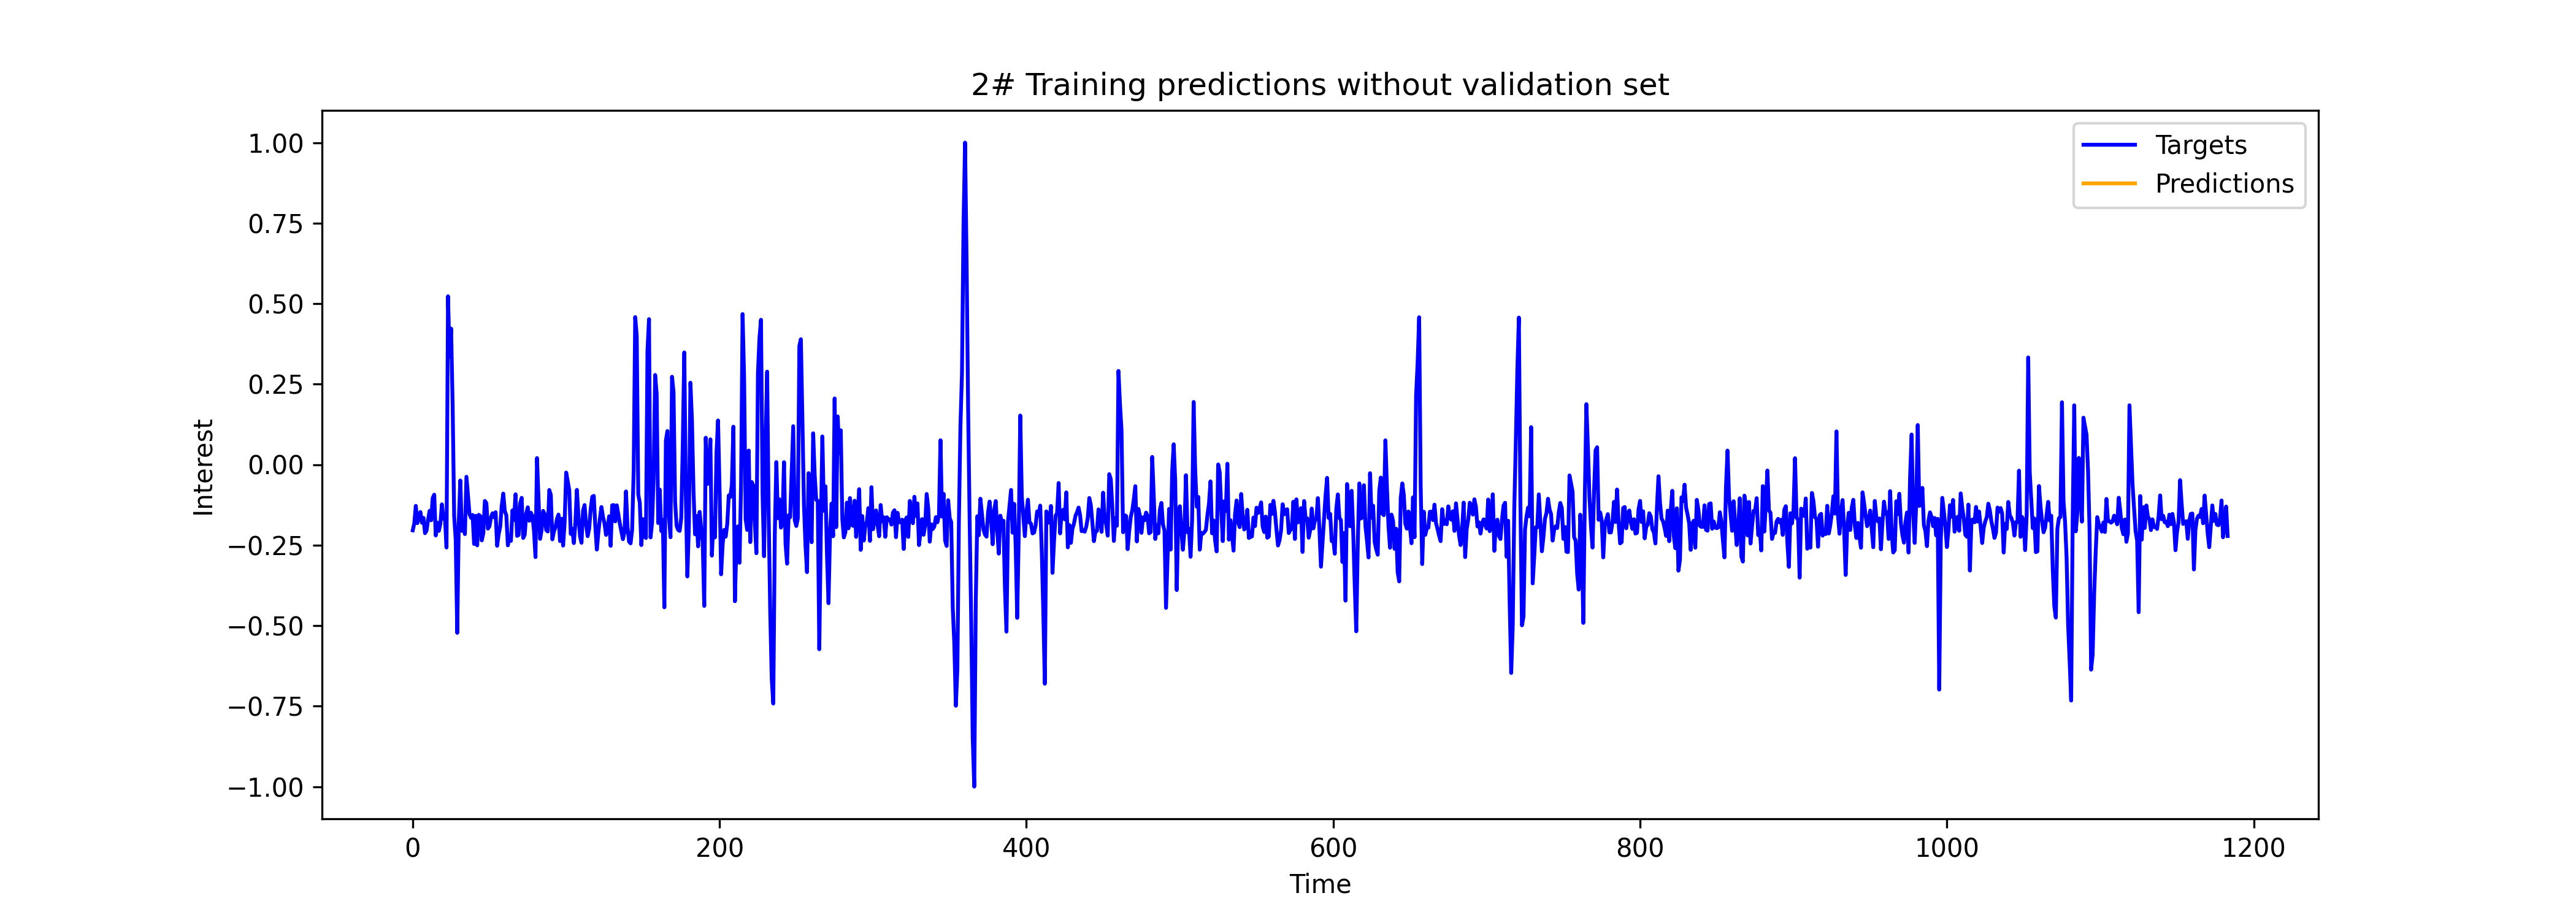 2# Training predictions without validation set
Targets
Predictions
1.00
0.75
0.50
0.25
0.00
−0.25
−0.50
−0.75
−1.00
Interest
0 200 400 600 800 1000 1200
Time